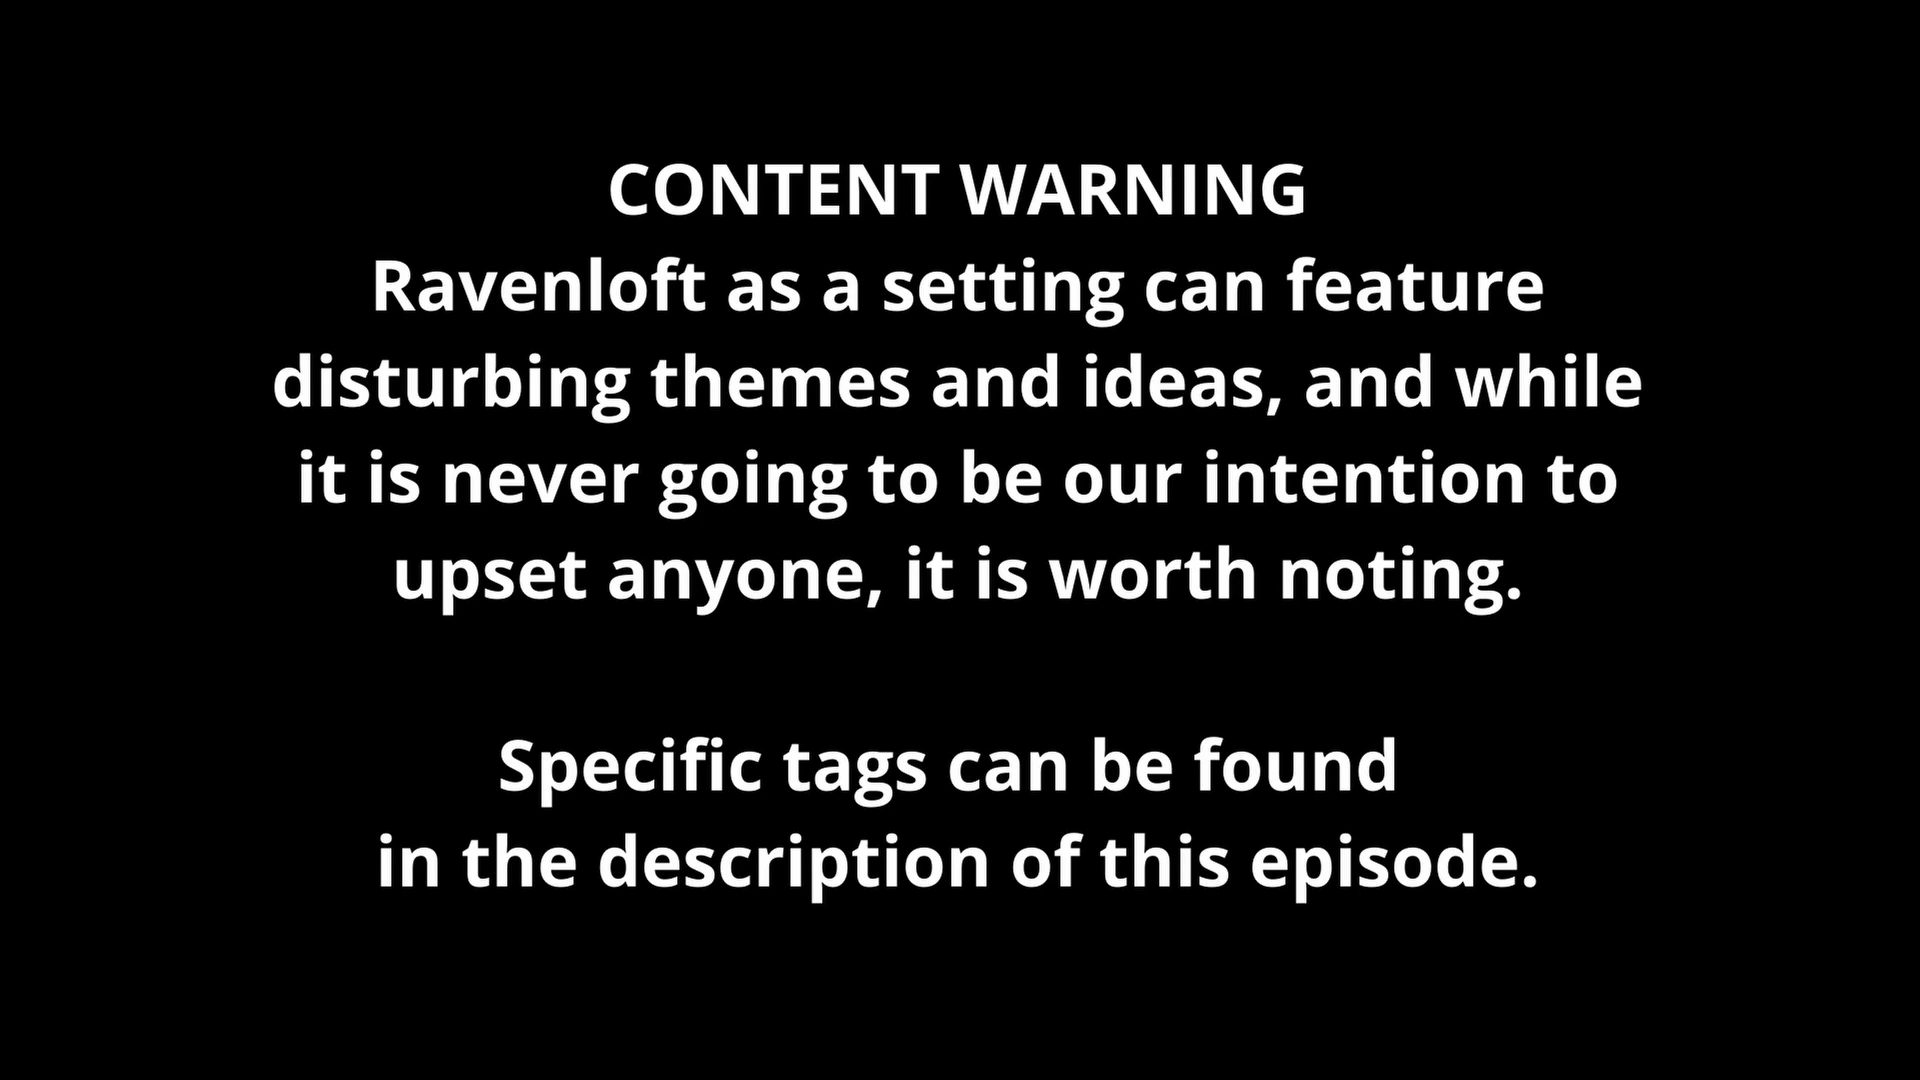 CONTENT WARNING
Ravenloft as a setting can feature
disturbing themes and ideas, and while
it is never going to be our intention to
upset anyone, it is worth noting.
Specific tags can be found
in the description of this episode.